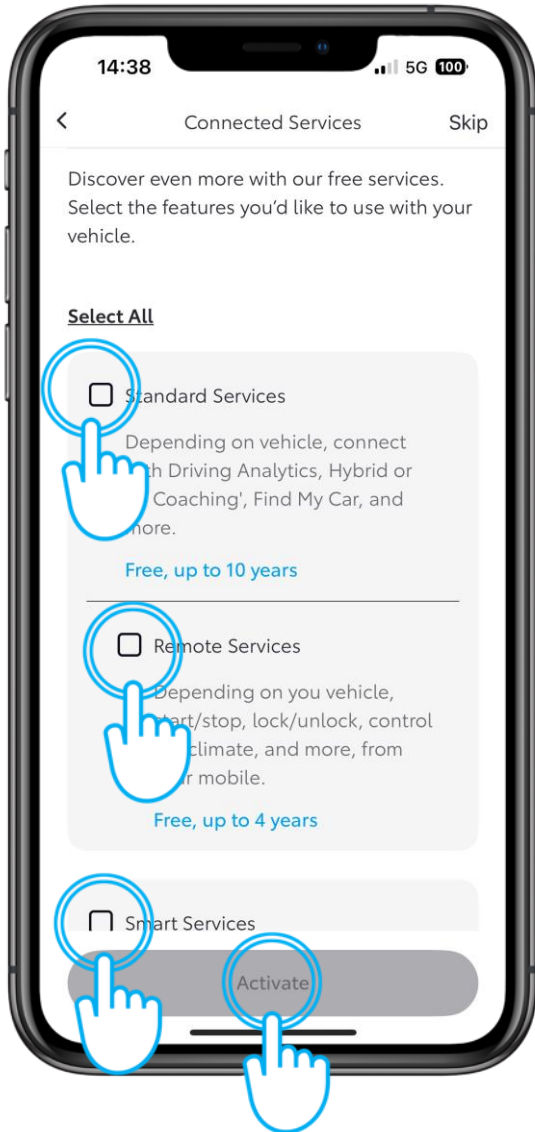 14:38
5G 100
Connected Services
Skip
Discover even more with our free services.
Select the features you'd like to use with your
vehicle.
Select All
Standard Services
Depending on vehicle, connect
Driving Analytics, Hybrid or
Coaching', Find My Car, and
more.
Free, up to 10 years
Remote Services
Depending on you vehicle,
start/stop, lock/unlock, control
climate, and more, from
mobile.
Free, up to 4 years
Smart Services
Activate